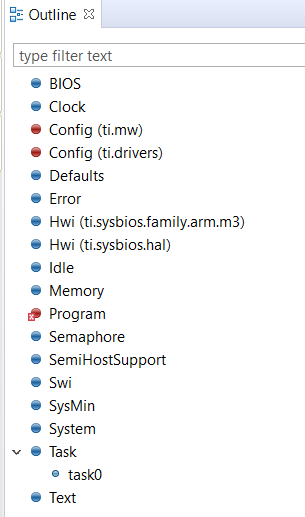 Outline
type filter text
BIOS
Clock
Config (ti.mw)
Config (ti.drivers)
Defaults
Error
Hwi (ti.sysbios.family.arm.m3)
Hwi (ti.sysbios.hal)
Idle
Memory
Program
Semaphore
SemiHostSupport
Swi
SysMin
System
Task
task0
Text